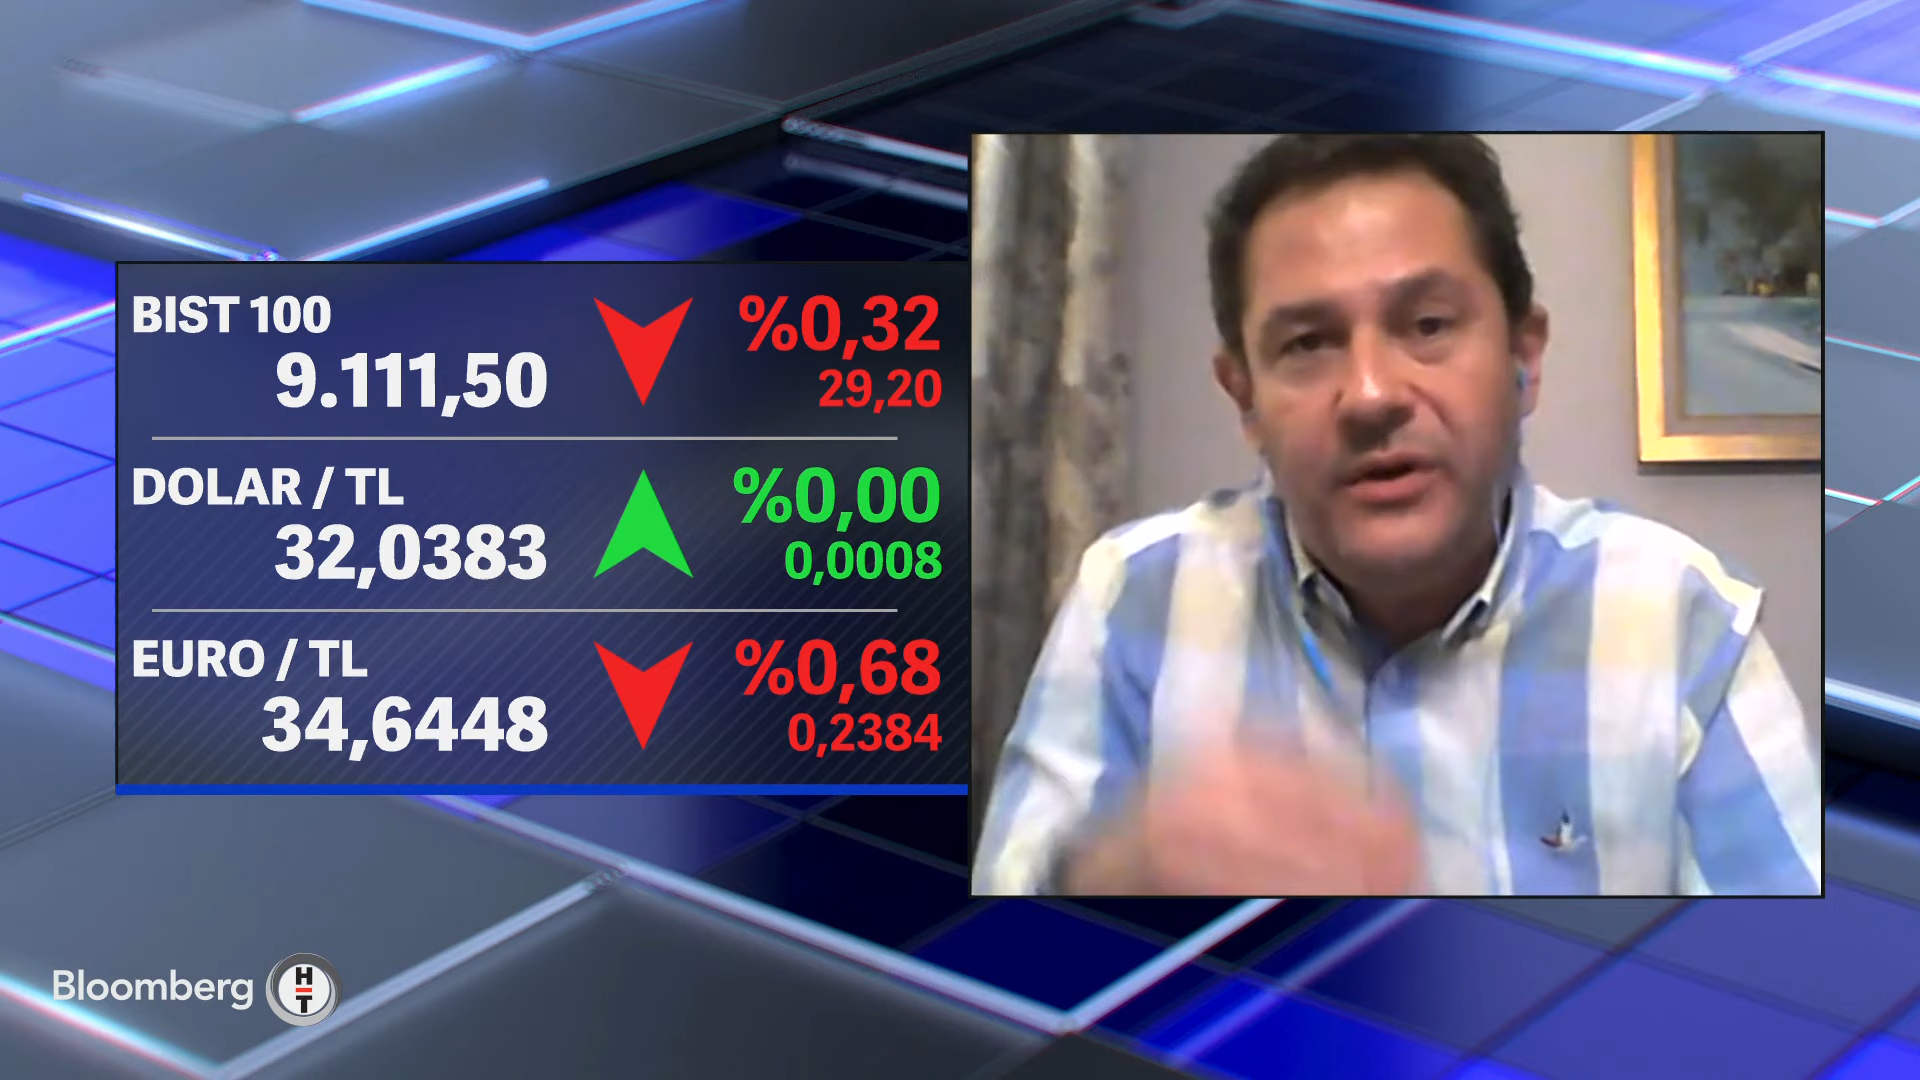 BIST 100
9.111,50
%0,32
29,20
DOLAR / TL
32,0383
%0,00
0,0008
EURO / TL
34,6448
%0,68
0,2384
Bloomberg HT